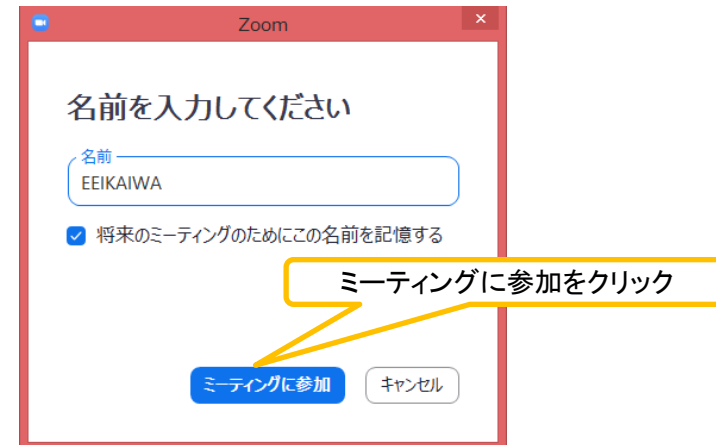 Zoom
名前を入力してください
名前
EEIKAIWA
将来のミーティングのためにこの名前を記憶する
ミーティングに参加をクリック
ミーティングに参加
キャンセル